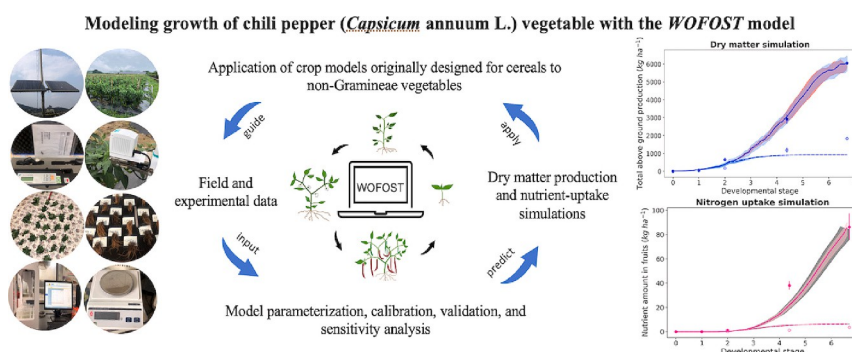 Modeling growth of chili pepper (Capsicum annuum L.) vegetable with the WOFOST model
Application of crop models originally designed for cereals to
non-Gramineae vegetables
guide
apply
Field and
experimental data
WOFOST
Dry matter production
and nutrient-uptake
simulations
input
predict
Model parameterization, calibration, validation, and
sensitivity analysis
Dry matter simulation
Total above ground production (kg ha⁻¹)
6000
5000
4000
3000
2000
1000
0
0 1 2 3 4 5 6
Developmental stage
Nitrogen uptake simulation
Nutrient amount in fruits (kg ha⁻¹)
100
80
60
40
20
0
0 1 2 3 4 5 6
Developmental stage